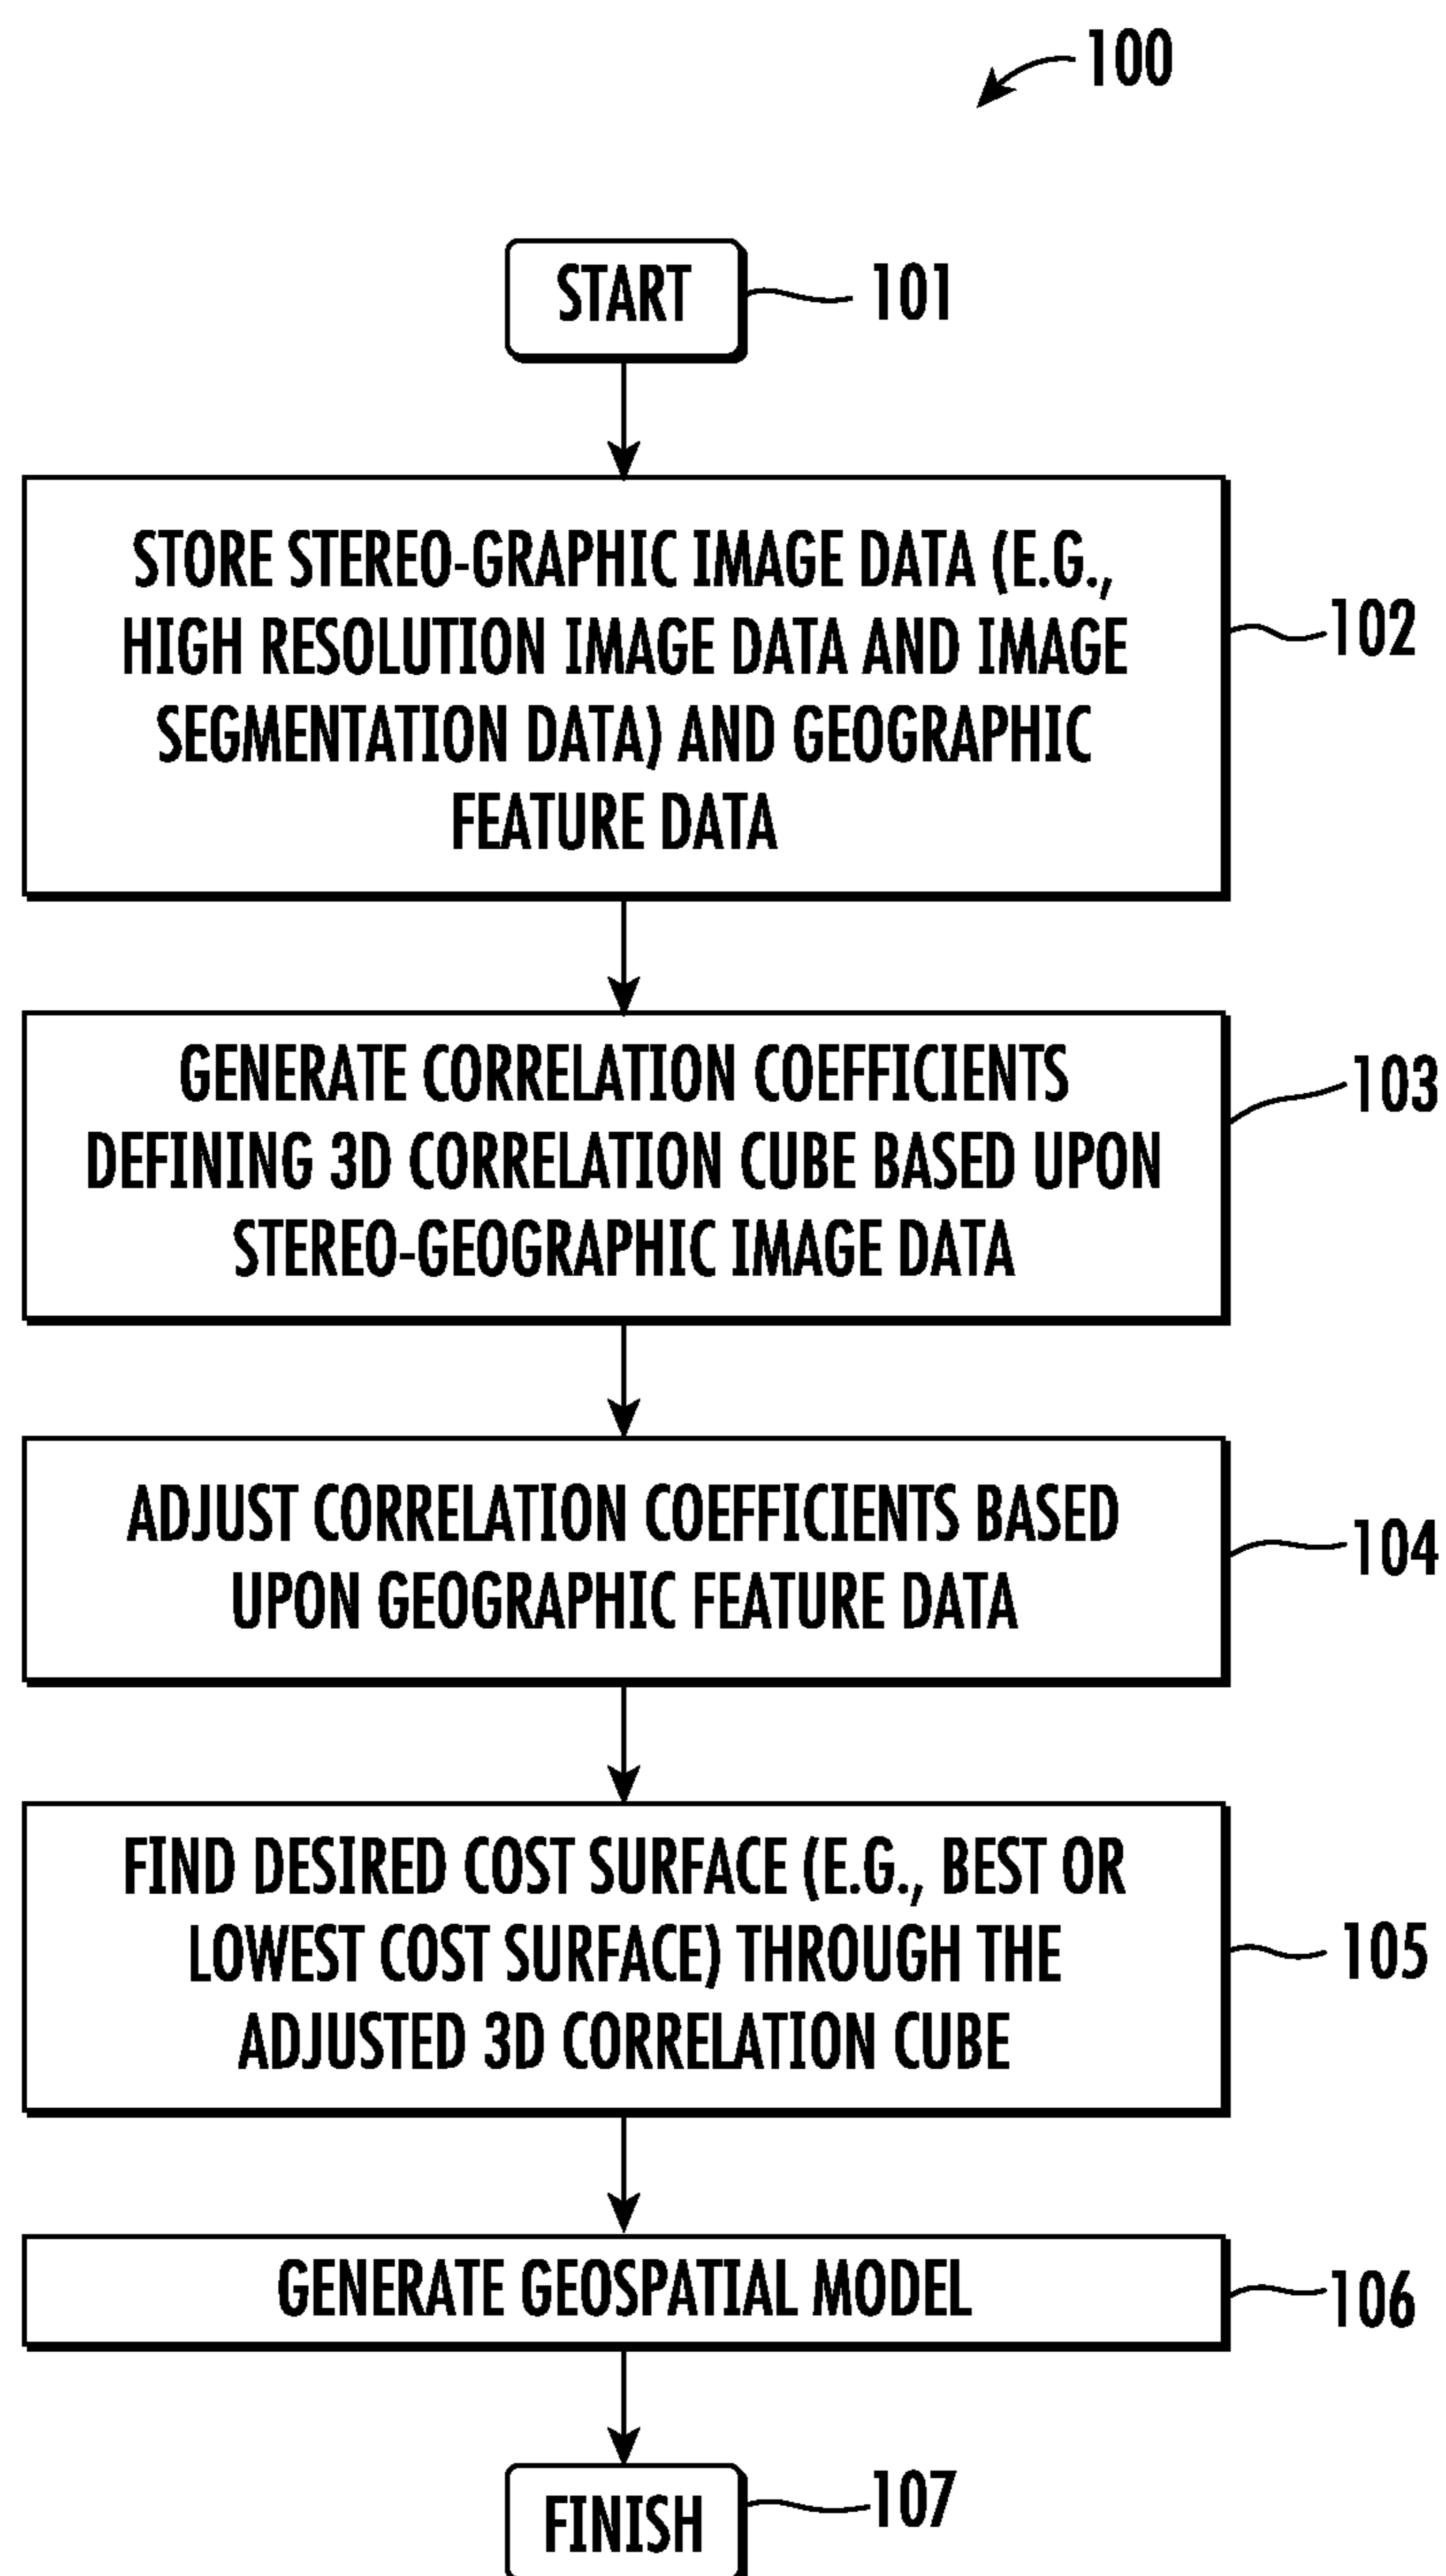 100
START
101
STORE STEREO-GRAPHIC IMAGE DATA (E.G.,
HIGH RESOLUTION IMAGE DATA AND IMAGE
SEGMENTATION DATA) AND GEOGRAPHIC
FEATURE DATA
102
GENERATE CORRELATION COEFFICIENTS
DEFINING 3D CORRELATION CUBE BASED UPON
STEREO-GEOGRAPHIC IMAGE DATA
103
ADJUST CORRELATION COEFFICIENTS BASED
UPON GEOGRAPHIC FEATURE DATA
104
FIND DESIRED COST SURFACE (E.G., BEST OR
LOWEST COST SURFACE) THROUGH THE
ADJUSTED 3D CORRELATION CUBE
105
GENERATE GEOSPATIAL MODEL
106
FINISH
107